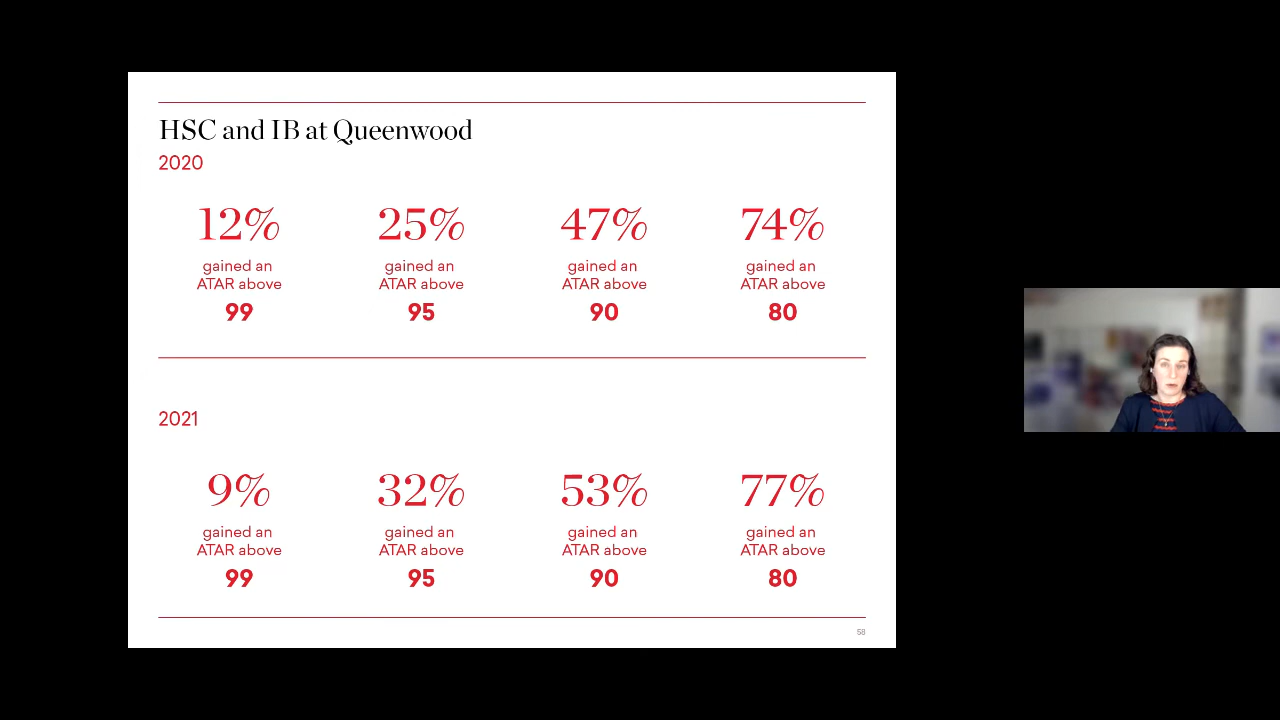 HSC and IB at Queenwood
2020
12% 25% 47% 74%
gained an gained an gained an gained an
ATAR above ATAR above ATAR above ATAR above
99 95 90 80
2021
9% 32% 53% 77%
gained an gained an gained an gained an
ATAR above ATAR above ATAR above ATAR above
99 95 90 80
58